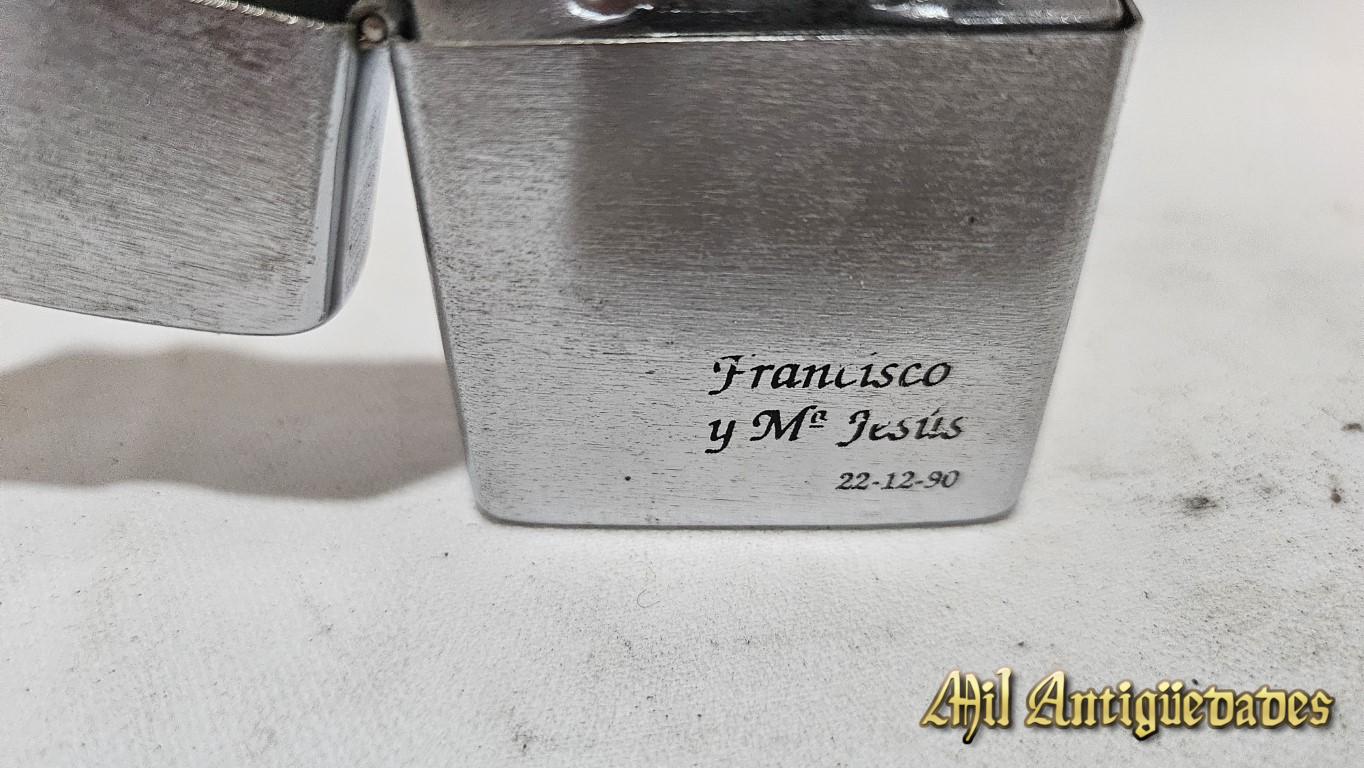 Francisco
y Mª Jesús
22-12-90
Mil Antigüedades